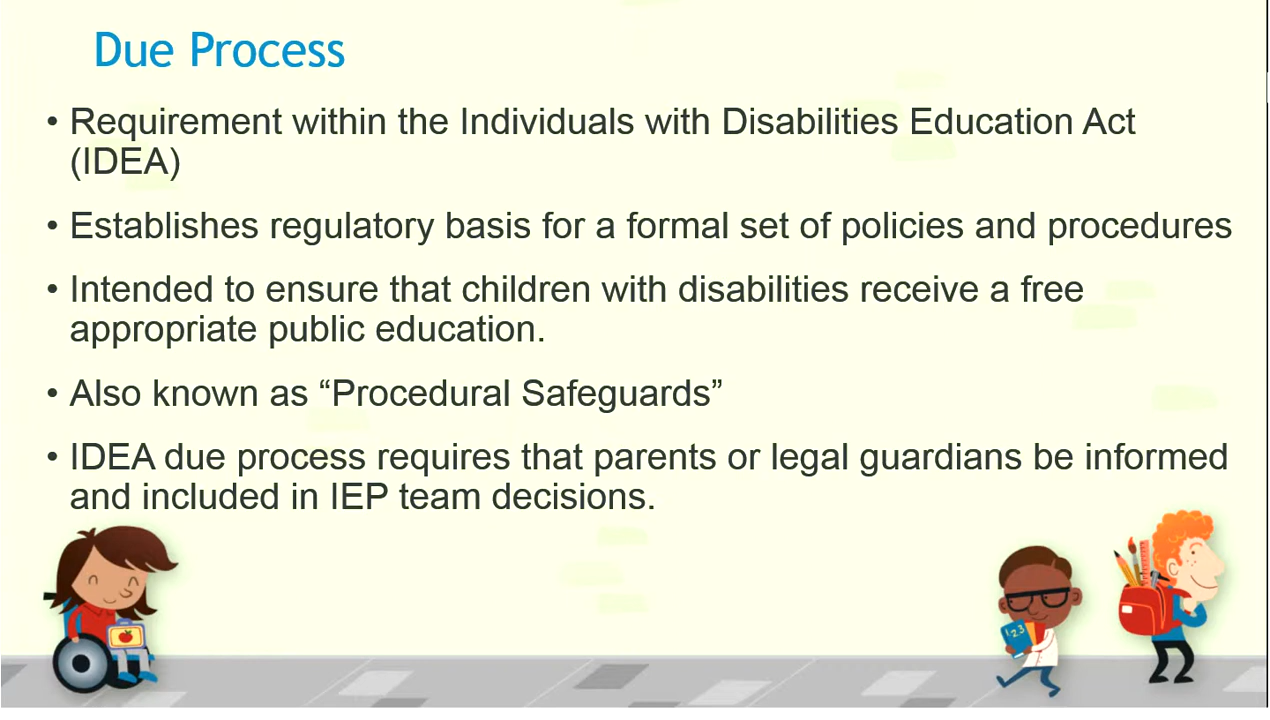 Due Process
• Requirement within the Individuals with Disabilities Education Act
(IDEA)
• Establishes regulatory basis for a formal set of policies and procedures
• Intended to ensure that children with disabilities receive a free
appropriate public education.
• Also known as “Procedural Safeguards”
• IDEA due process requires that parents or legal guardians be informed
and included in IEP team decisions.
123